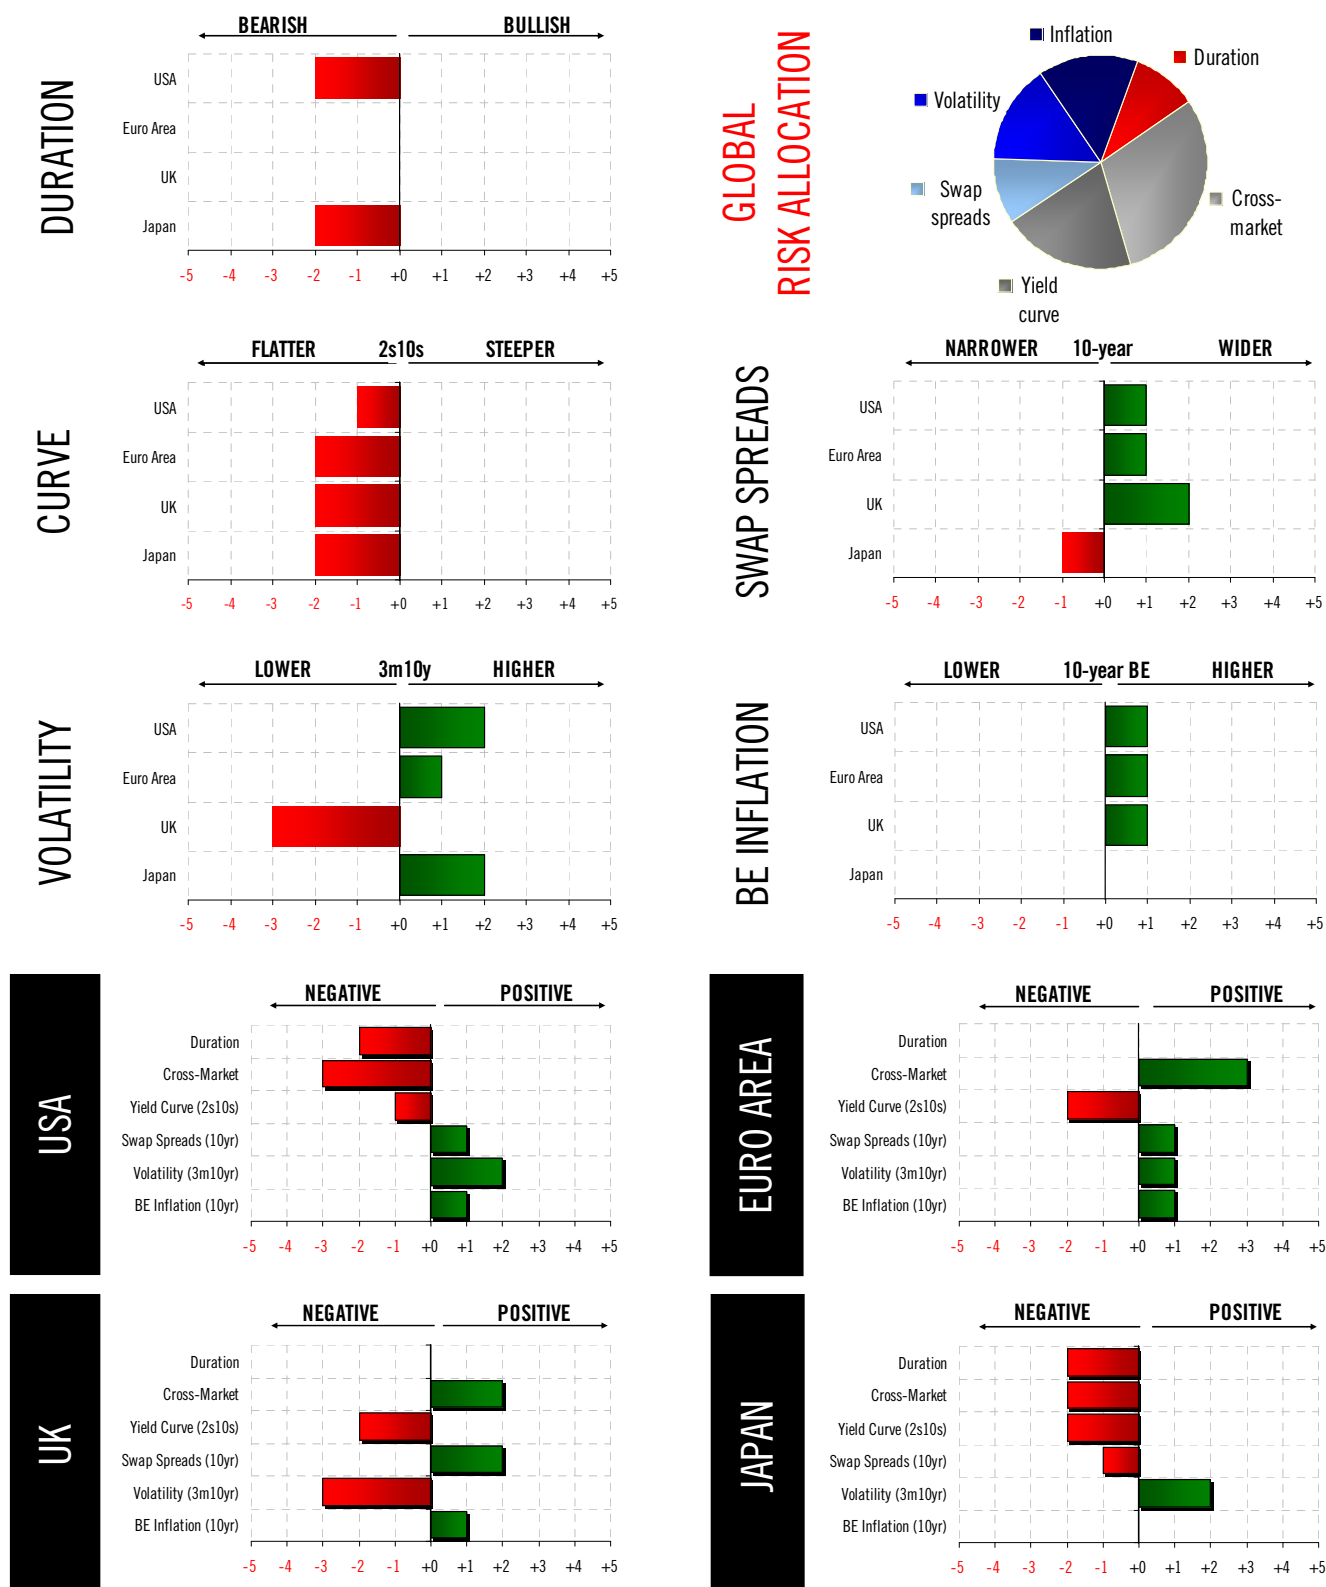 DURATION
BEARISH BULLISH
USA
Euro Area
UK
Japan
-5 -4 -3 -2 -1 +0 +1 +2 +3 +4 +5
GLOBAL
RISK ALLOCATION
Inflation
Duration
Volatility
Swap
spreads
Cross-
market
Yield
curve
CURVE
FLATTER 2s10s STEEPER
USA
Euro Area
UK
Japan
-5 -4 -3 -2 -1 +0 +1 +2 +3 +4 +5
SWAP SPREADS
NARROWER 10-year WIDER
USA
Euro Area
UK
Japan
-5 -4 -3 -2 -1 +0 +1 +2 +3 +4 +5
VOLATILITY
LOWER 3m10y HIGHER
USA
Euro Area
UK
Japan
-5 -4 -3 -2 -1 +0 +1 +2 +3 +4 +5
BE INFLATION
LOWER 10-year BE HIGHER
USA
Euro Area
UK
Japan
-5 -4 -3 -2 -1 +0 +1 +2 +3 +4 +5
USA
NEGATIVE POSITIVE
Duration
Cross-Market
Yield Curve (2s10s)
Swap Spreads (10yr)
Volatility (3m10yr)
BE Inflation (10yr)
-5 -4 -3 -2 -1 +0 +1 +2 +3 +4 +5
EURO AREA
NEGATIVE POSITIVE
Duration
Cross-Market
Yield Curve (2s10s)
Swap Spreads (10yr)
Volatility (3m10yr)
BE Inflation (10yr)
-5 -4 -3 -2 -1 +0 +1 +2 +3 +4 +5
UK
NEGATIVE POSITIVE
Duration
Cross-Market
Yield Curve (2s10s)
Swap Spreads (10yr)
Volatility (3m10yr)
BE Inflation (10yr)
-5 -4 -3 -2 -1 +0 +1 +2 +3 +4 +5
JAPAN
NEGATIVE POSITIVE
Duration
Cross-Market
Yield Curve (2s10s)
Swap Spreads (10yr)
Volatility (3m10yr)
BE Inflation (10yr)
-5 -4 -3 -2 -1 +0 +1 +2 +3 +4 +5